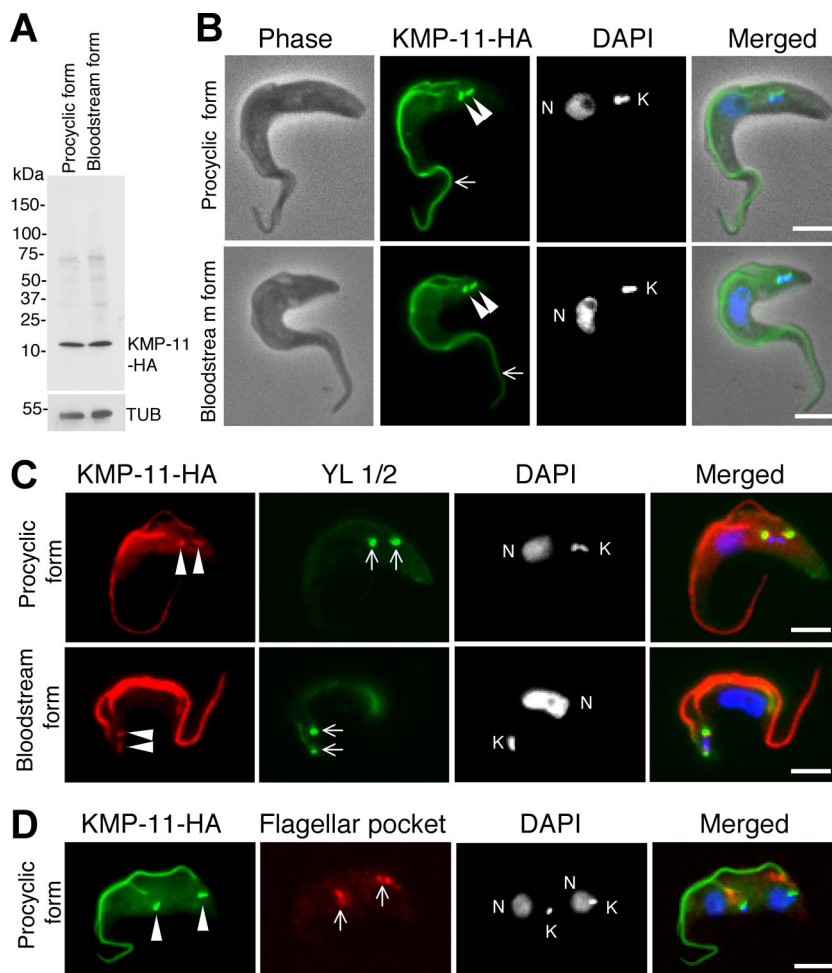 A
Procyclic form
Bloodstream form
kDa
150-
100-
75-
50-
37-
25-
10-
KMP-11
-HA
55-
TUB
B
Phase KMP-11-HA DAPI Merged
Procyclic form
N K
Bloodstrea m form
N K
C
KMP-11-HA YL 1/2 DAPI Merged
Procyclic
form
N K
Bloodstream
form
N
K
D
KMP-11-HA Flagellar pocket DAPI Merged
Procyclic
form
N N K
K